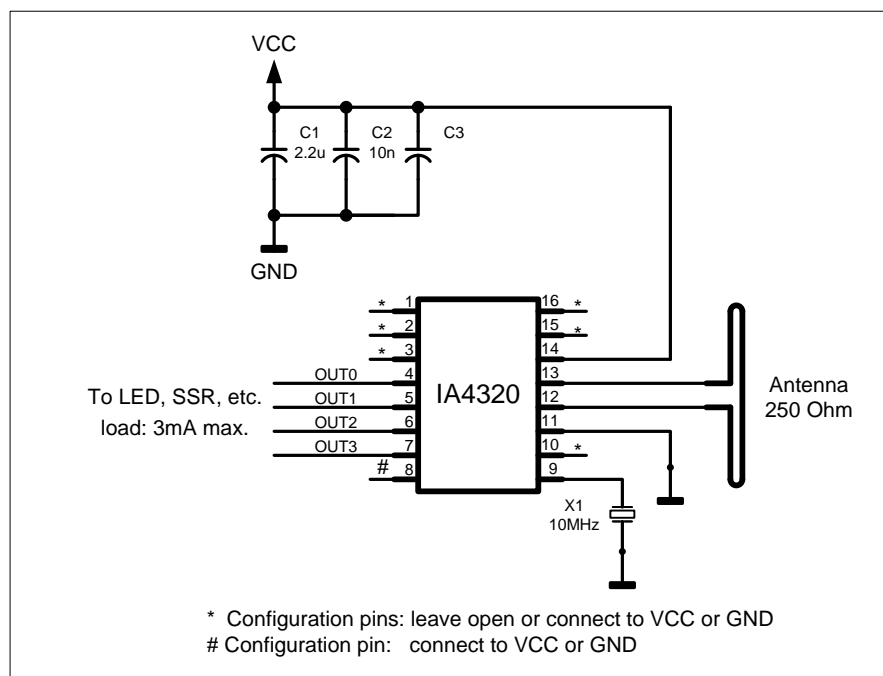 VCC
C1
2.2u
C2
10n
C3
GND
* 1
* 2
* 3
OUT0 4
OUT1 5
OUT2 6
OUT3 7
# 8
To LED, SSR, etc.
load: 3mA max.
IA4320
16 *
15 *
14
13
12
11
10 *
9
Antenna
250 Ohm
X1
10MHz
* Configuration pins: leave open or connect to VCC or GND
# Configuration pin: connect to VCC or GND